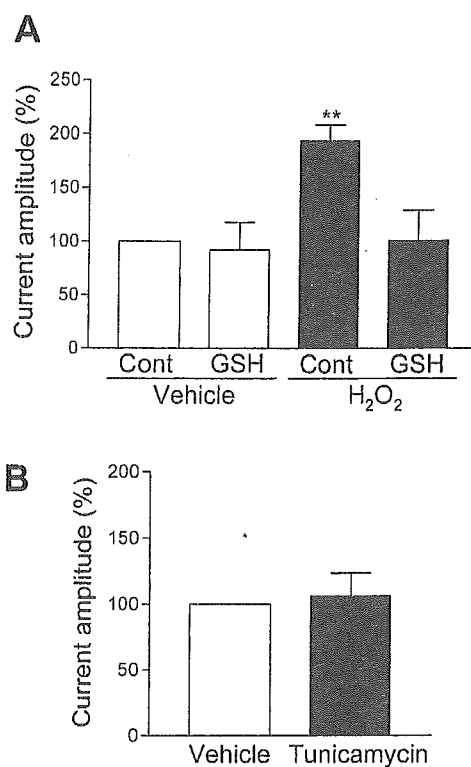 A
Current amplitude (%)
250
200
150
100
50
0
**
Cont GSH Cont GSH
Vehicle H₂O₂
B
Current amplitude (%)
200
150
100
50
0
Vehicle Tunicamycin